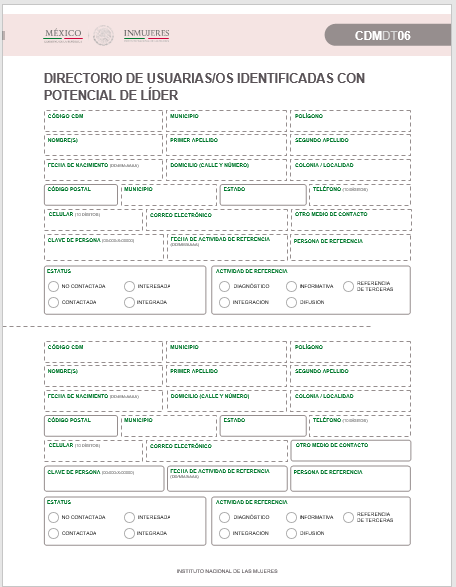 MÉXICO
INMUJERES
CDMDT06
DIRECTORIO DE USUARIAS/OS IDENTIFICADAS CON
POTENCIAL DE LÍDER
CÓDIGO CDM MUNICIPIO POLÍGONO
NOMBRE(S) PRIMER APELLIDO SEGUNDO APELLIDO
FECHA DE NACIMIENTO (DD/MM/AAAA) DOMICILIO (CALLE Y NÚMERO) COLONIA / LOCALIDAD
CÓDIGO POSTAL MUNICIPIO ESTADO TELÉFONO (10 DÍGITOS)
CELULAR (10 DÍGITOS) CORREO ELECTRÓNICO OTRO MEDIO DE CONTACTO
CLAVE DE PERSONA FECHA DE ACTIVIDAD DE REFERENCIA PERSONA DE REFERENCIA
(DD/MM/AAAA)
ESTATUS ACTIVIDAD DE REFERENCIA
NO CONTACTADA INTERESADA DIAGNÓSTICO INFORMATIVA REFERENCIA
DE TERCERAS
CONTACTADA INTEGRADA INTEGRACIÓN DIFUSIÓN
CÓDIGO CDM MUNICIPIO POLÍGONO
NOMBRE(S) PRIMER APELLIDO SEGUNDO APELLIDO
FECHA DE NACIMIENTO (DD/MM/AAAA) DOMICILIO (CALLE Y NÚMERO) COLONIA / LOCALIDAD
CÓDIGO POSTAL MUNICIPIO ESTADO TELÉFONO (10 DÍGITOS)
CELULAR (10 DÍGITOS) CORREO ELECTRÓNICO OTRO MEDIO DE CONTACTO
CLAVE DE PERSONA FECHA DE ACTIVIDAD DE REFERENCIA PERSONA DE REFERENCIA
(DD/MM/AAAA)
ESTATUS ACTIVIDAD DE REFERENCIA
NO CONTACTADA INTERESADA DIAGNÓSTICO INFORMATIVA REFERENCIA
DE TERCERAS
CONTACTADA INTEGRADA INTEGRACIÓN DIFUSIÓN
INSTITUTO NACIONAL DE LAS MUJERES